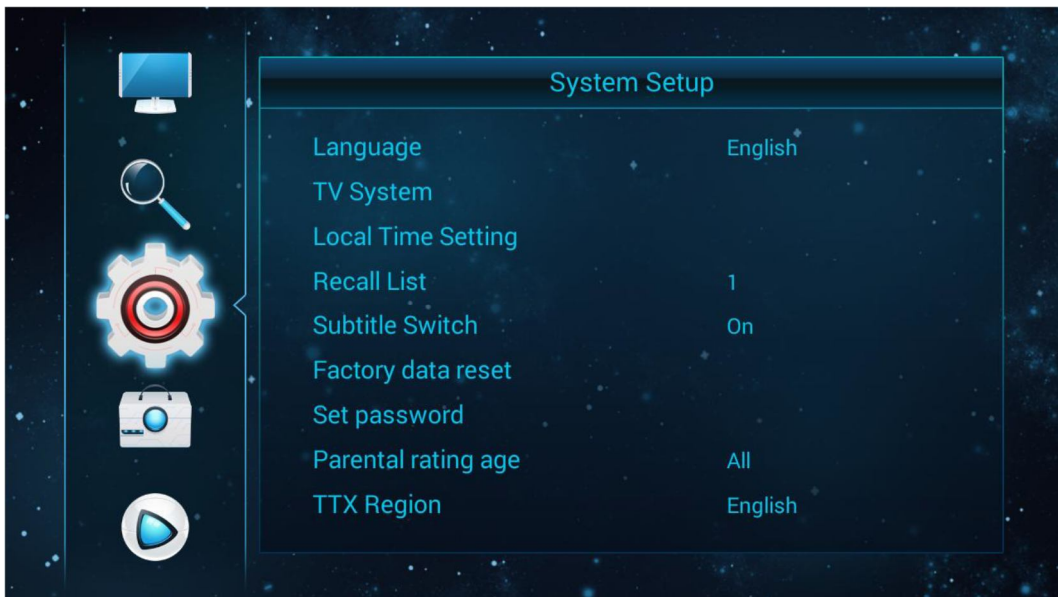 System Setup
Language English
TV System
Local Time Setting
Recall List 1
Subtitle Switch On
Factory data reset
Set password
Parental rating age All
TTX Region English